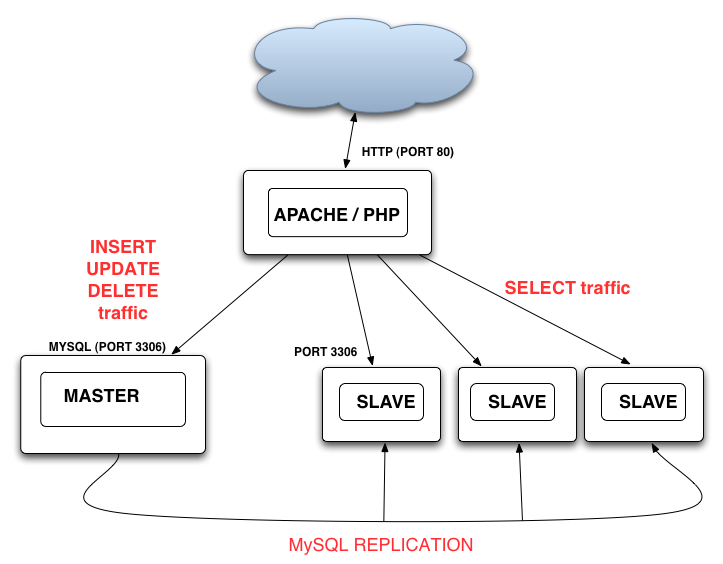 HTTP (PORT 80)
APACHE / PHP
INSERT
UPDATE
DELETE
traffic
SELECT traffic
MYSQL (PORT 3306)
PORT 3306
MASTER
SLAVE
SLAVE
SLAVE
MySQL REPLICATION